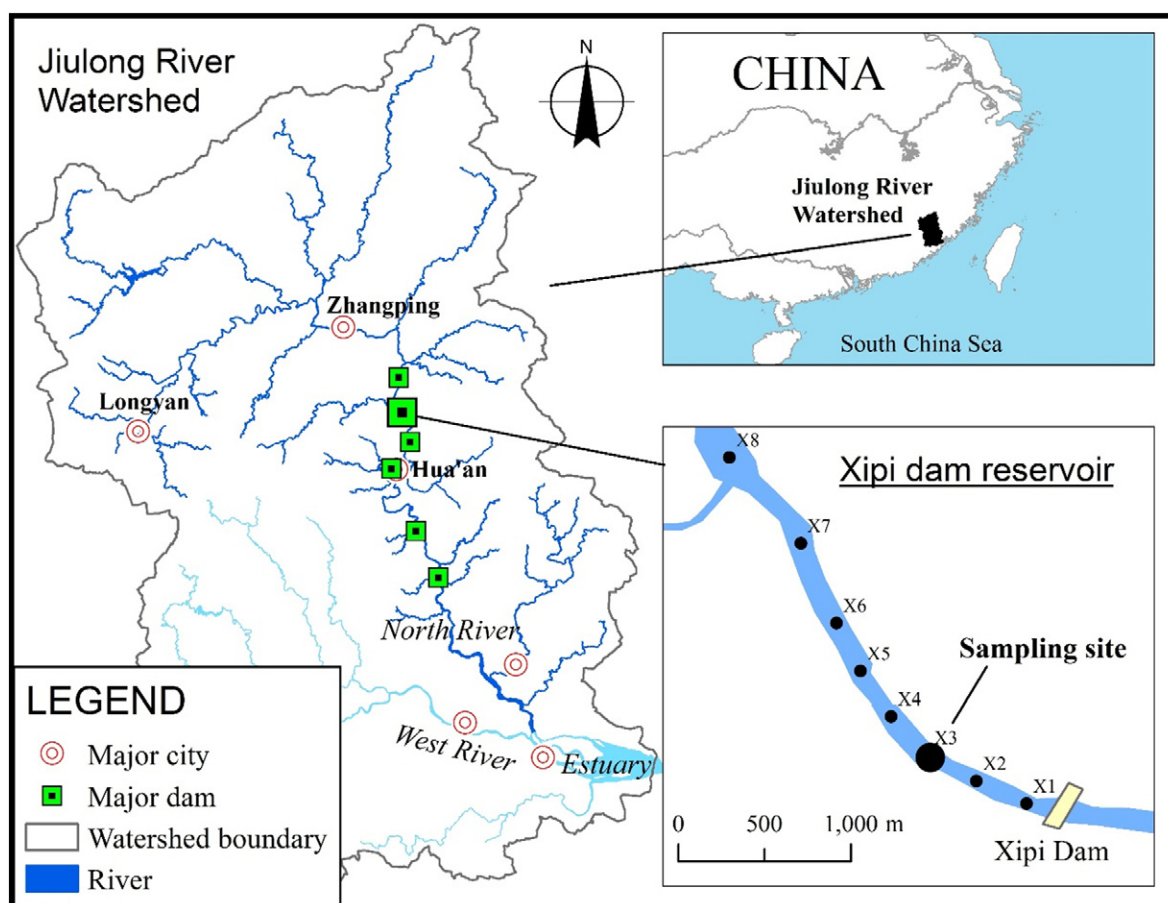 Jiulong River
Watershed
N
Zhangping
Longyan
Hua'an
North River
West River
Estuary
LEGEND
Major city
Major dam
Watershed boundary
River
CHINA
Jiulong River
Watershed
South China Sea
Xipi dam reservoir
X8
X7
X6
X5
X4
X3
X2
X1
Sampling site
0 500 1,000 m
Xipi Dam